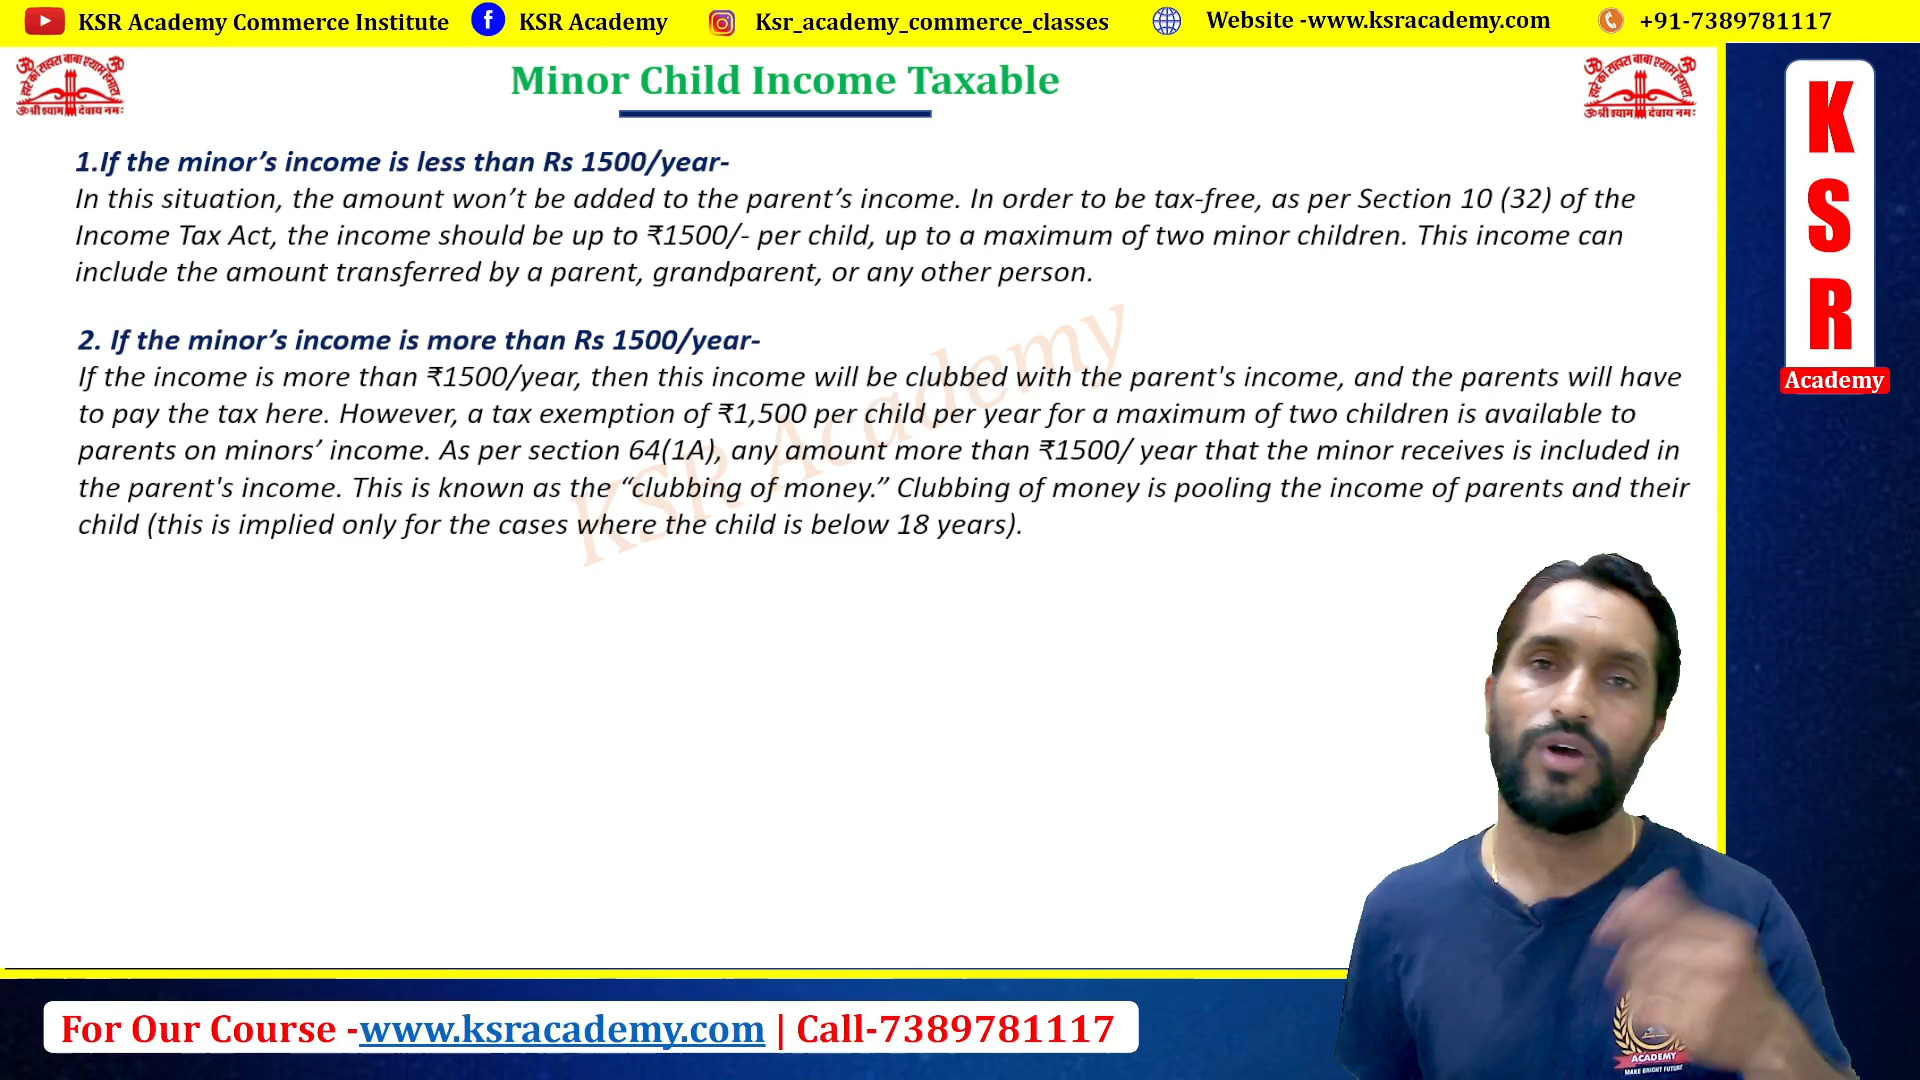 KSR Academy Commerce Institute
KSR Academy
Ksr_academy_commerce_classes
Website -www.ksracademy.com
+91-7389781117
हारे का सहारा बाबा श्याम हमारा
ॐ श्री श्याम देवाय नमः
Minor Child Income Taxable
हारे का सहारा बाबा श्याम हमारा
ॐ श्री श्याम देवाय नमः
K
S
R
Academy
1.If the minor’s income is less than Rs 1500/year-
In this situation, the amount won’t be added to the parent’s income. In order to be tax-free, as per Section 10 (32) of the
Income Tax Act, the income should be up to ₹1500/- per child, up to a maximum of two minor children. This income can
include the amount transferred by a parent, grandparent, or any other person.
2. If the minor’s income is more than Rs 1500/year-
If the income is more than ₹1500/year, then this income will be clubbed with the parent's income, and the parents will have
to pay the tax here. However, a tax exemption of ₹1,500 per child per year for a maximum of two children is available to
parents on minors’ income. As per section 64(1A), any amount more than ₹1500/ year that the minor receives is included in
the parent's income. This is known as the “clubbing of money.” Clubbing of money is pooling the income of parents and their
child (this is implied only for the cases where the child is below 18 years).
KSR Academy
ACADEMY
MAKE BRIGHT FUTURE
For Our Course -www.ksracademy.com | Call-7389781117